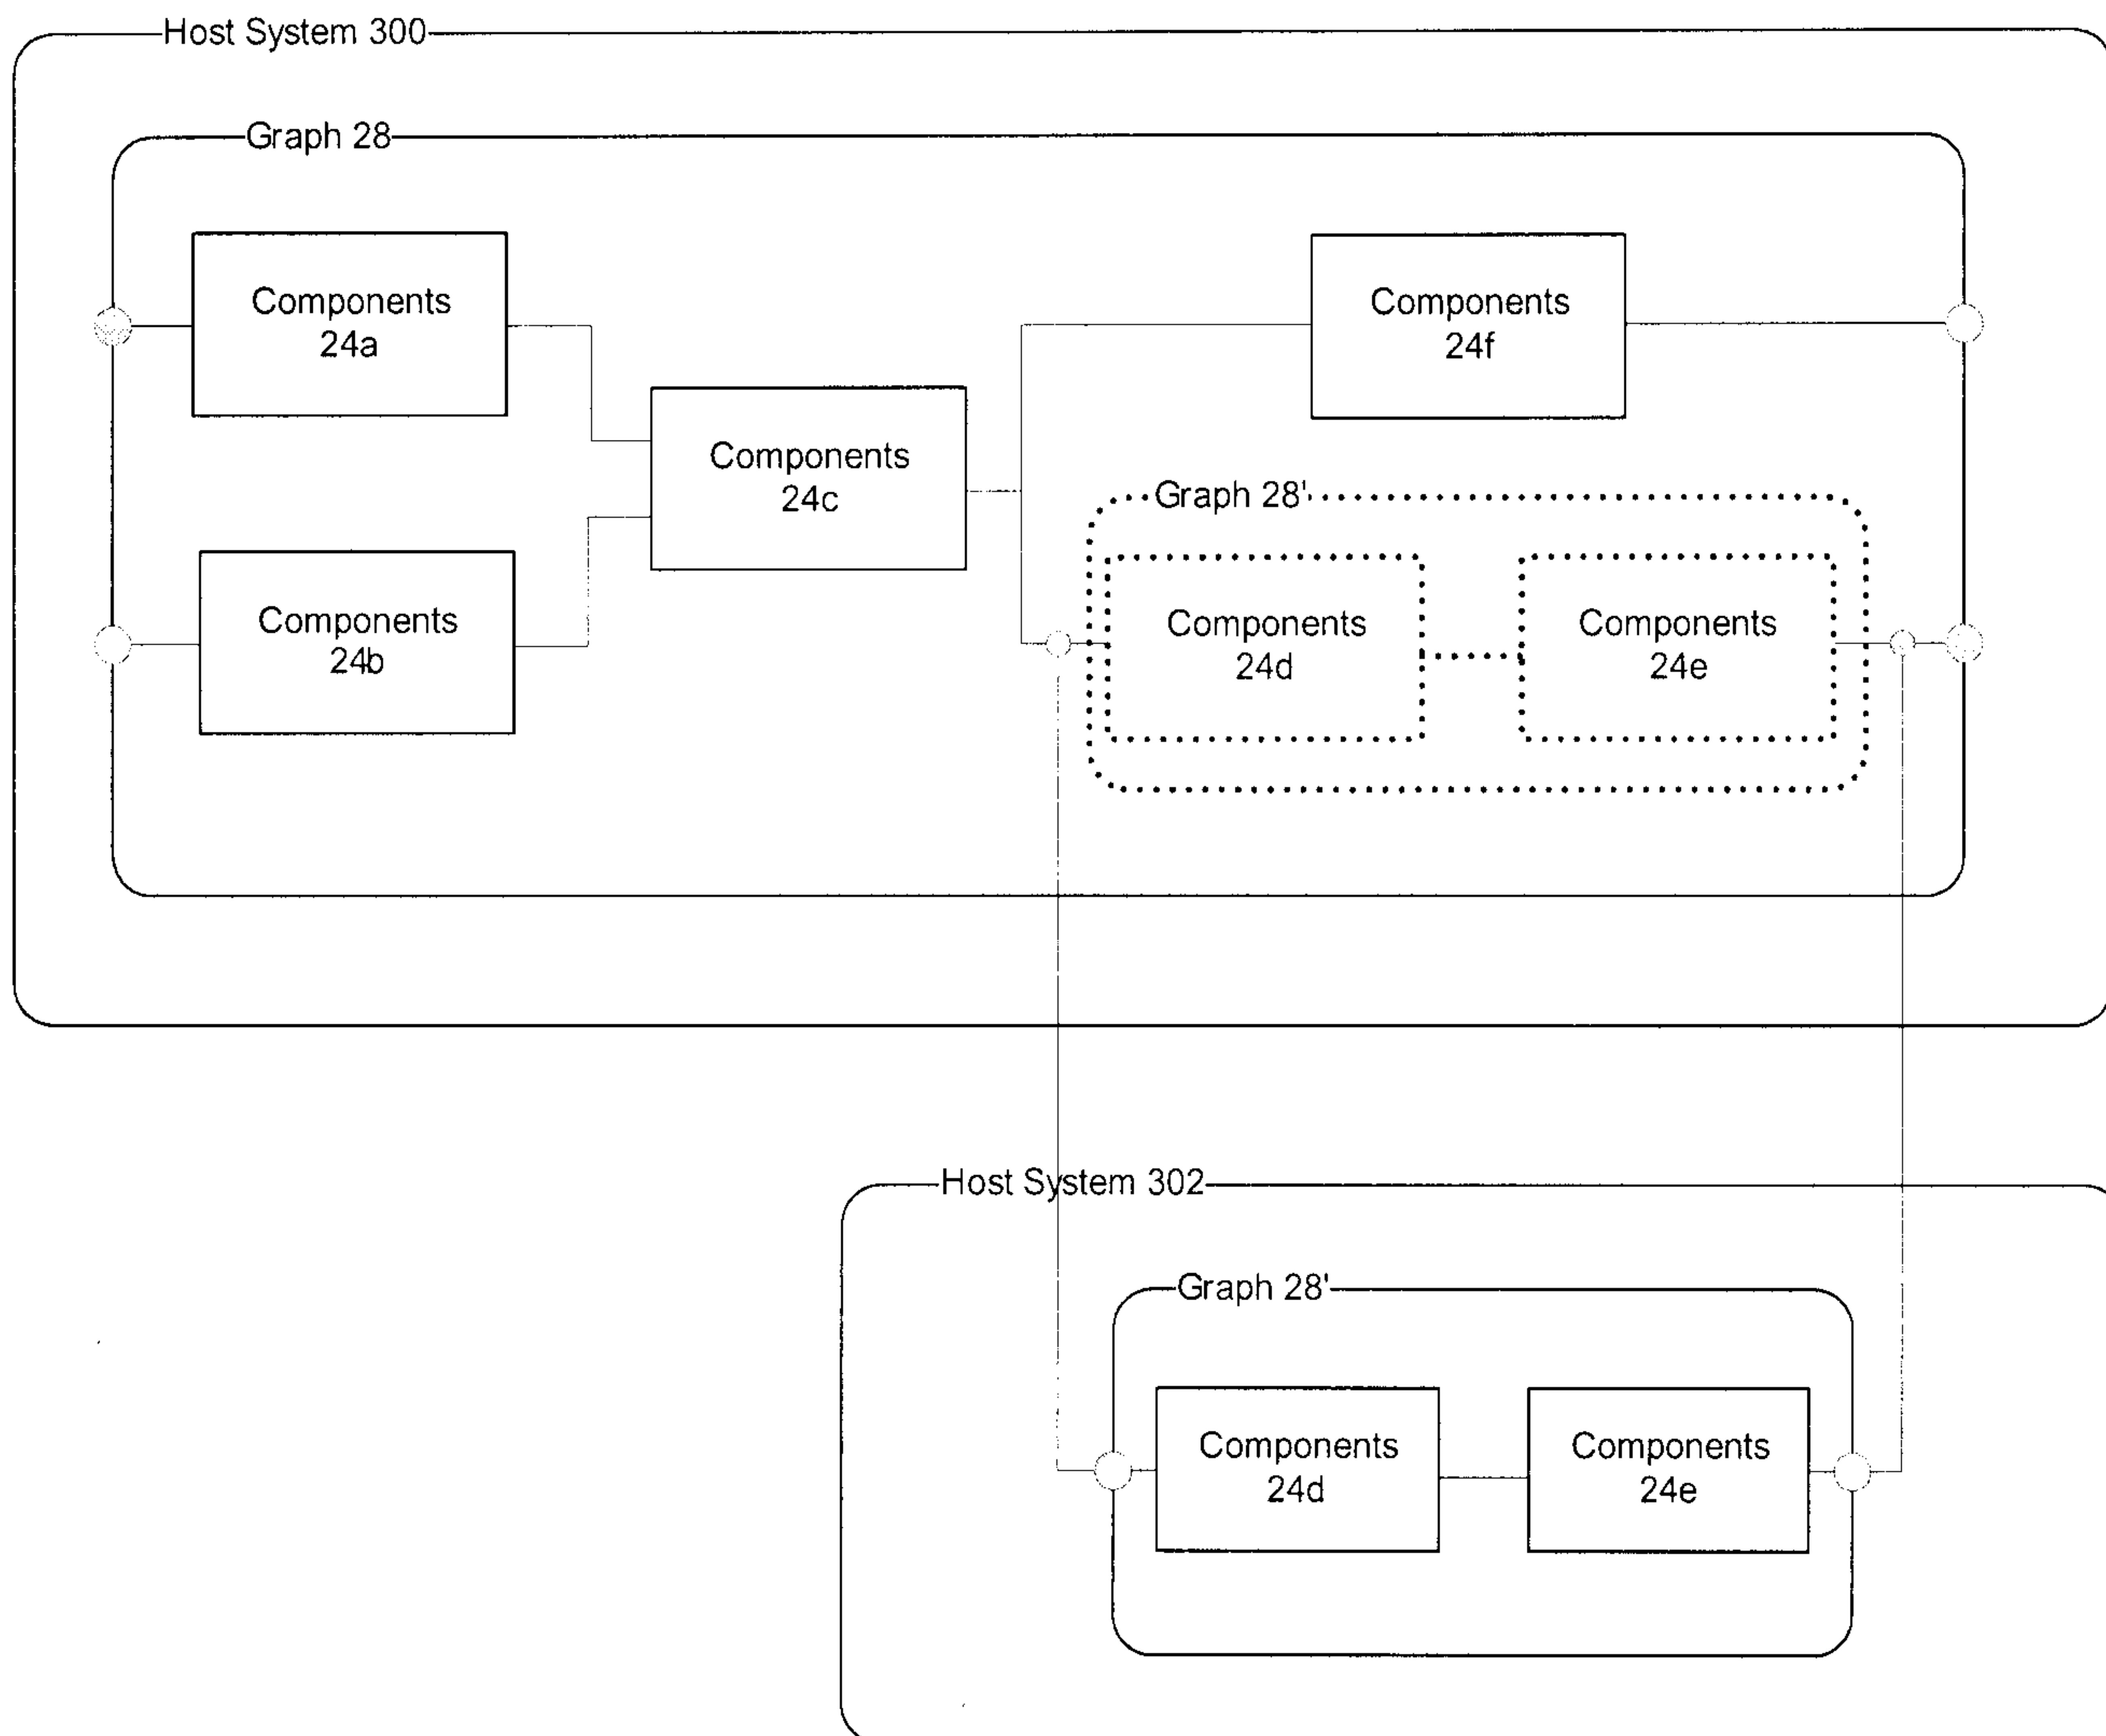 Host System 300
Graph 28
Components
24a
Components
24f
Components
24c
Graph 28'
Components
24b
Components
24d
Components
24e
Host System 302
Graph 28'
Components
24d
Components
24e